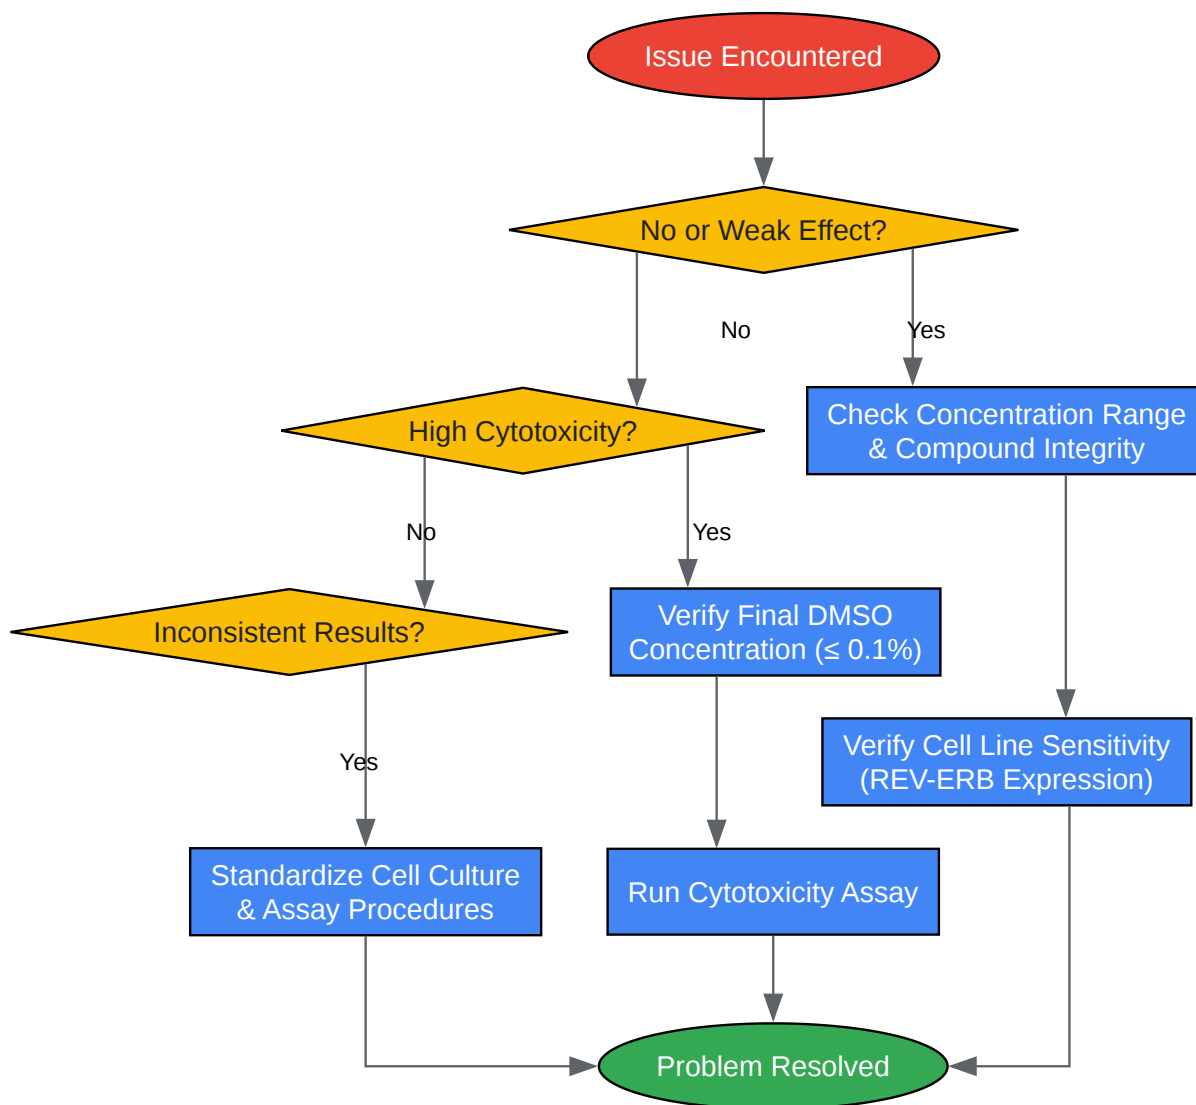 Issue Encountered
No or Weak Effect?
No
Yes
High Cytotoxicity?
Check Concentration Range
& Compound Integrity
No
Yes
Inconsistent Results?
Verify Final DMSO
Concentration (≤ 0.1%)
Verify Cell Line Sensitivity
(REV-ERB Expression)
Yes
Standardize Cell Culture
& Assay Procedures
Run Cytotoxicity Assay
Problem Resolved